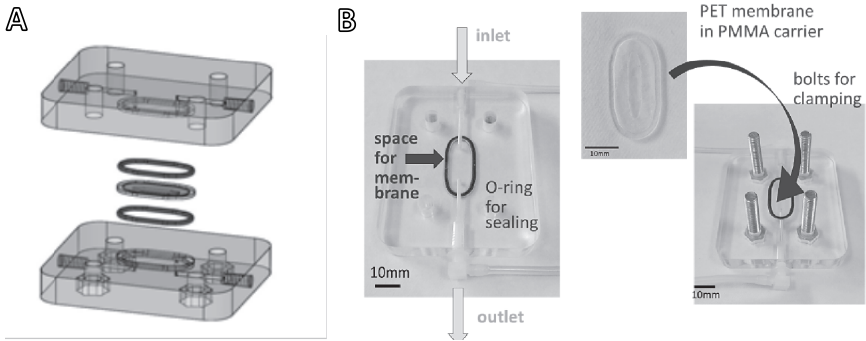 A
B
inlet
space
for
mem-
brane
O-ring
for
sealing
10mm
outlet
PET membrane
in PMMA carrier
10mm
bolts for
clamping
10mm